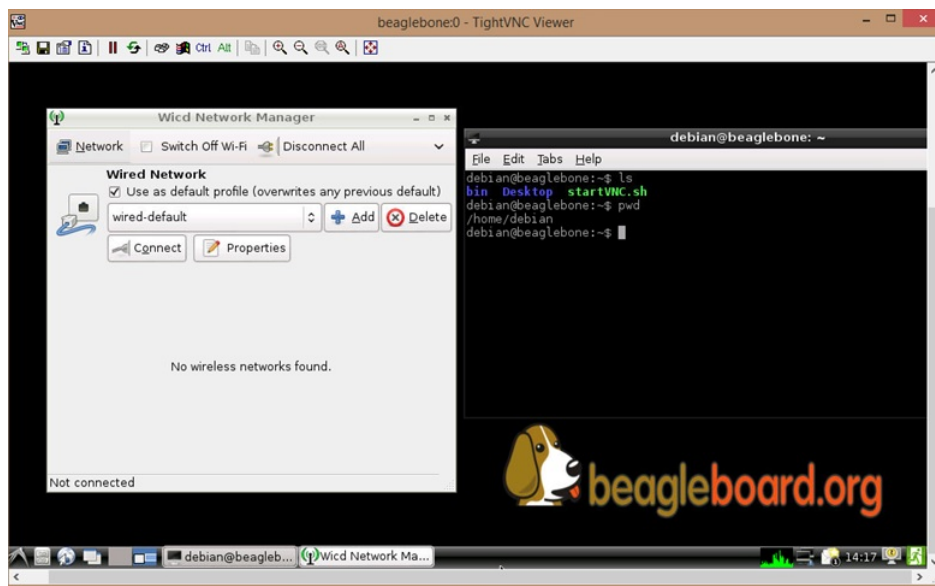 beaglebone:0 - TightVNC Viewer
Ctrl Alt
Wicd Network Manager
Network Switch Off Wi-Fi Disconnect All
Wired Network
Use as default profile (overwrites any previous default)
wired-default Add Delete
Connect Properties
No wireless networks found.
Not connected
debian@beaglebone: ~
File Edit Tabs Help
debian@beaglebone:~$ ls
bin Desktop startVNC.sh
debian@beaglebone:~$ pwd
/home/debian
debian@beaglebone:~$
beagleboard.org
debian@beagleb... Wicd Network Ma... 14:17